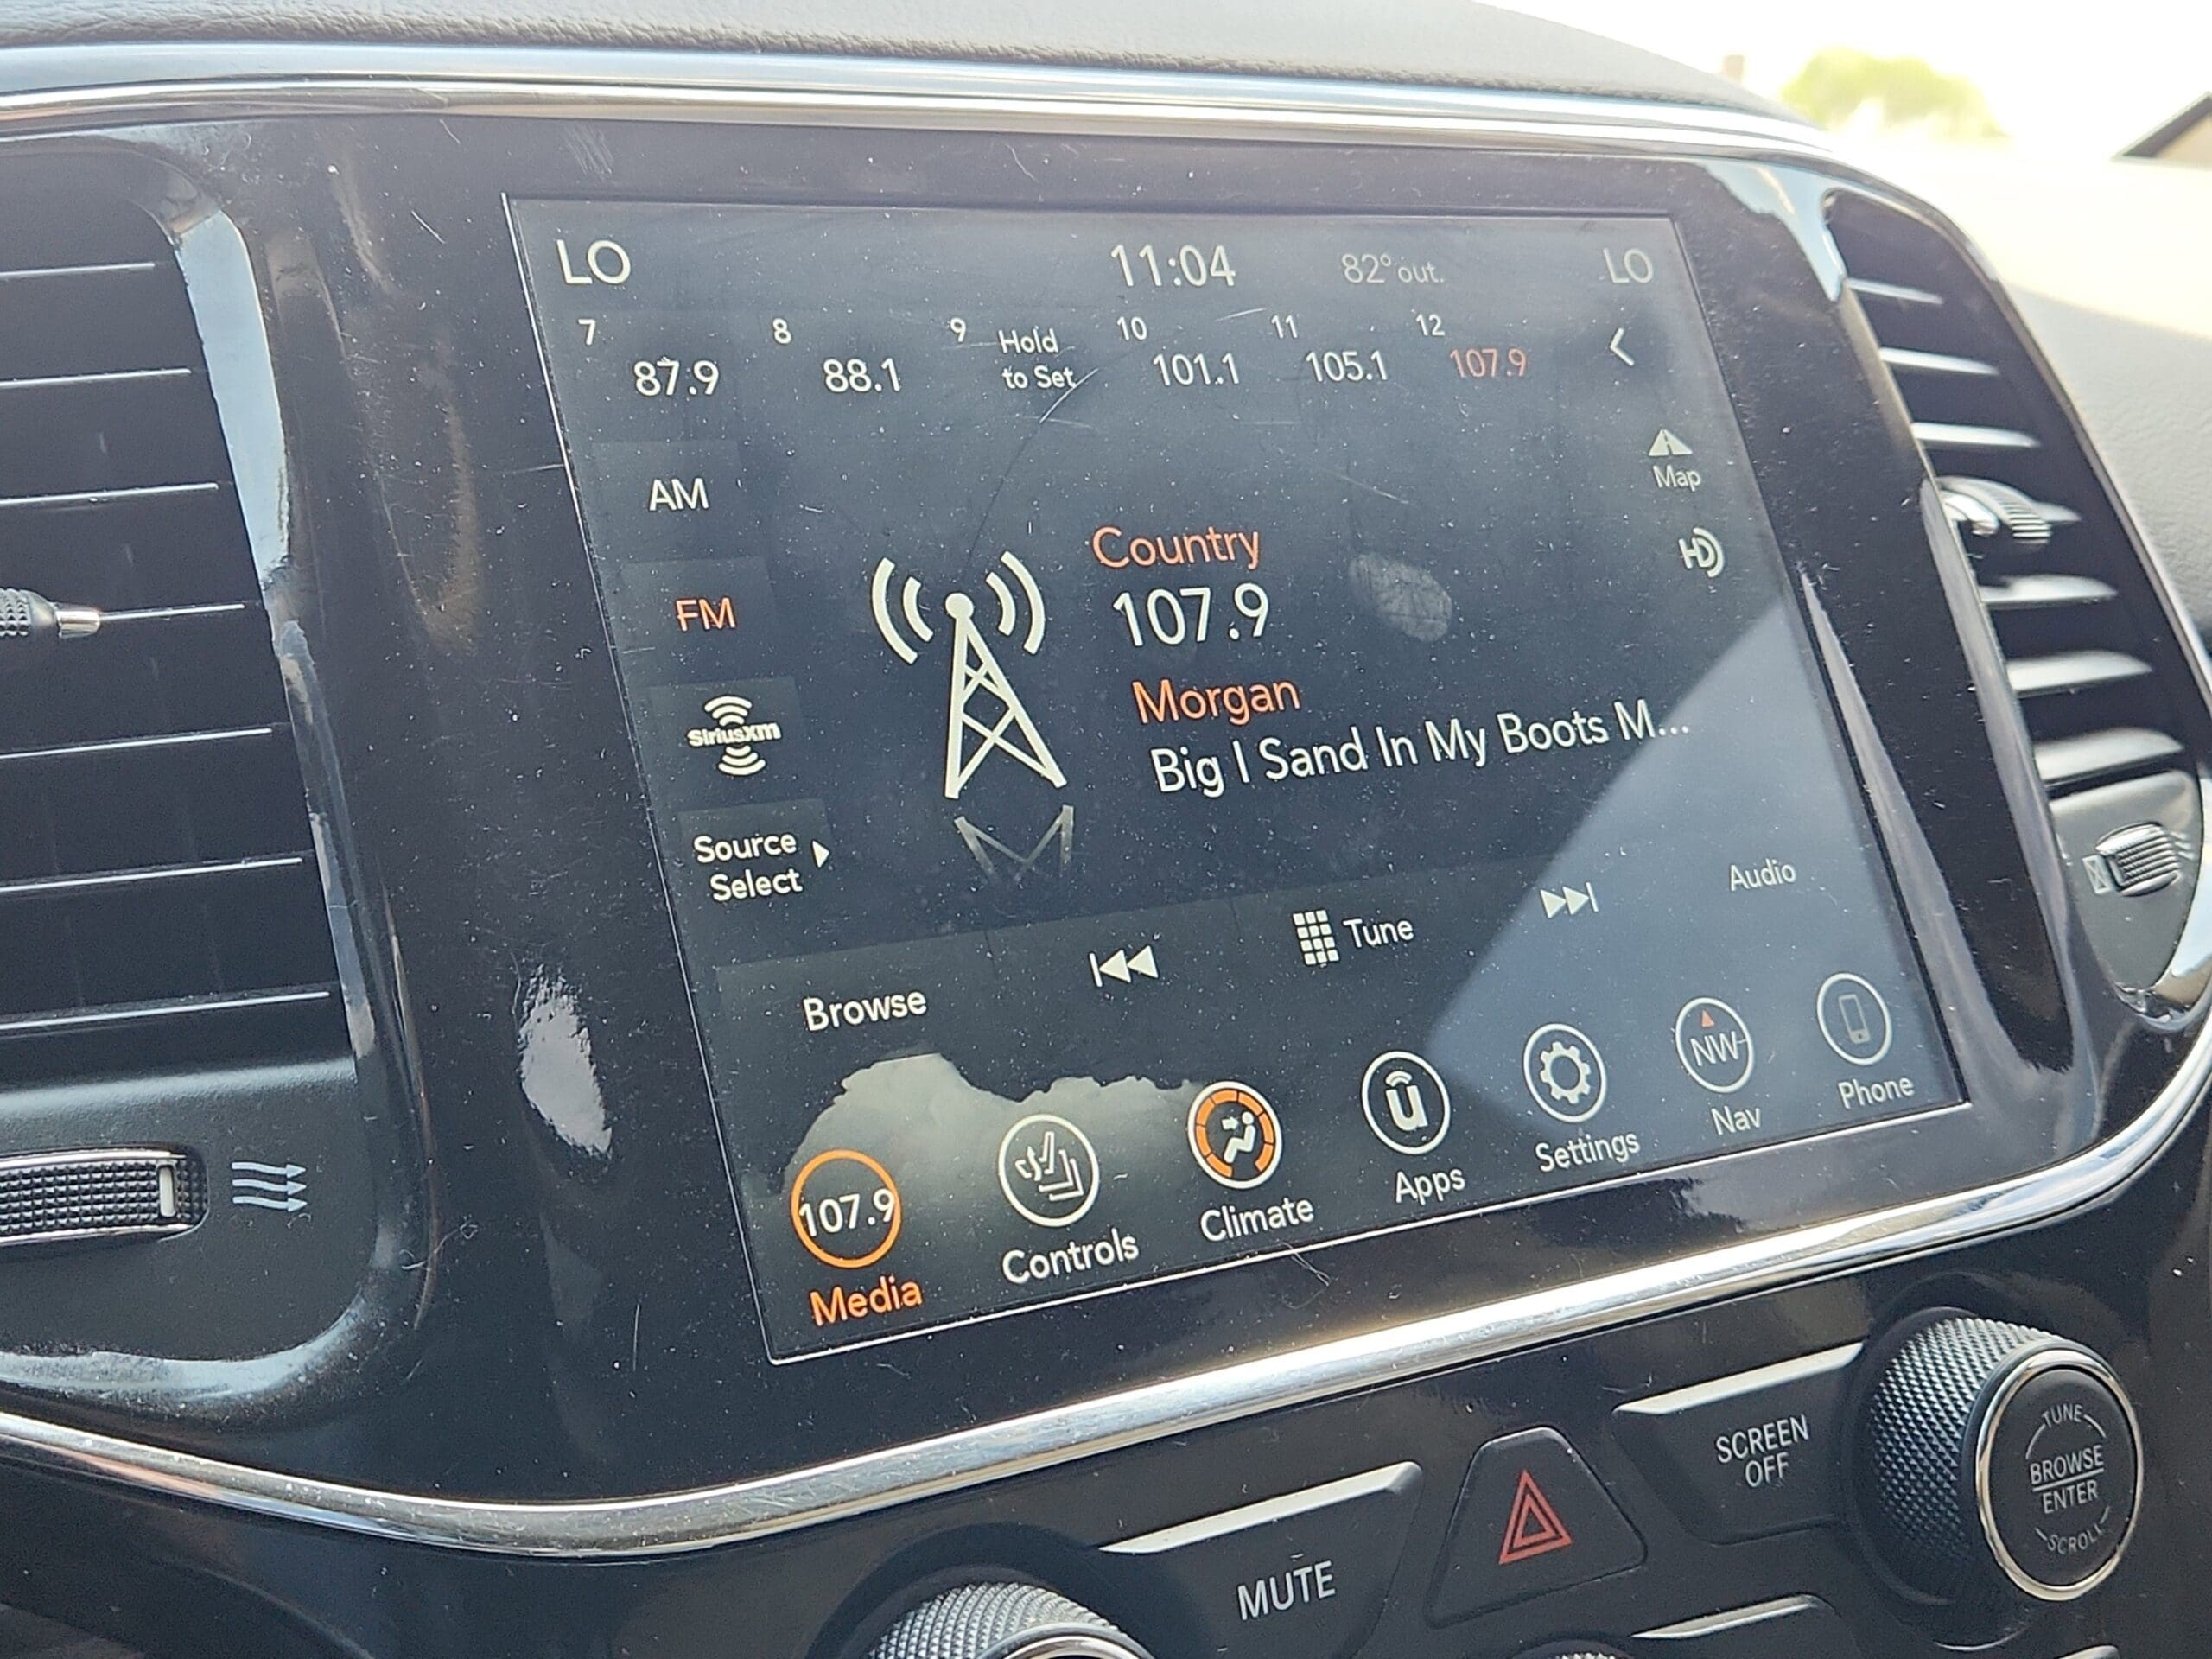 LO 11:04 82° out. LO
7 87.9 8 88.1 9 Hold to Set 10 101.1 11 105.1 12 107.9
AM
Map
Country
HD
FM
107.9
Morgan
SiriusXM
Big I Sand In My Boots M...
Source
Select
Browse Tune Audio
107.9 NW
Media Controls Climate Apps Settings Nav Phone
MUTE
SCREEN
OFF
TUNE
BROWSE
ENTER
SCROLL